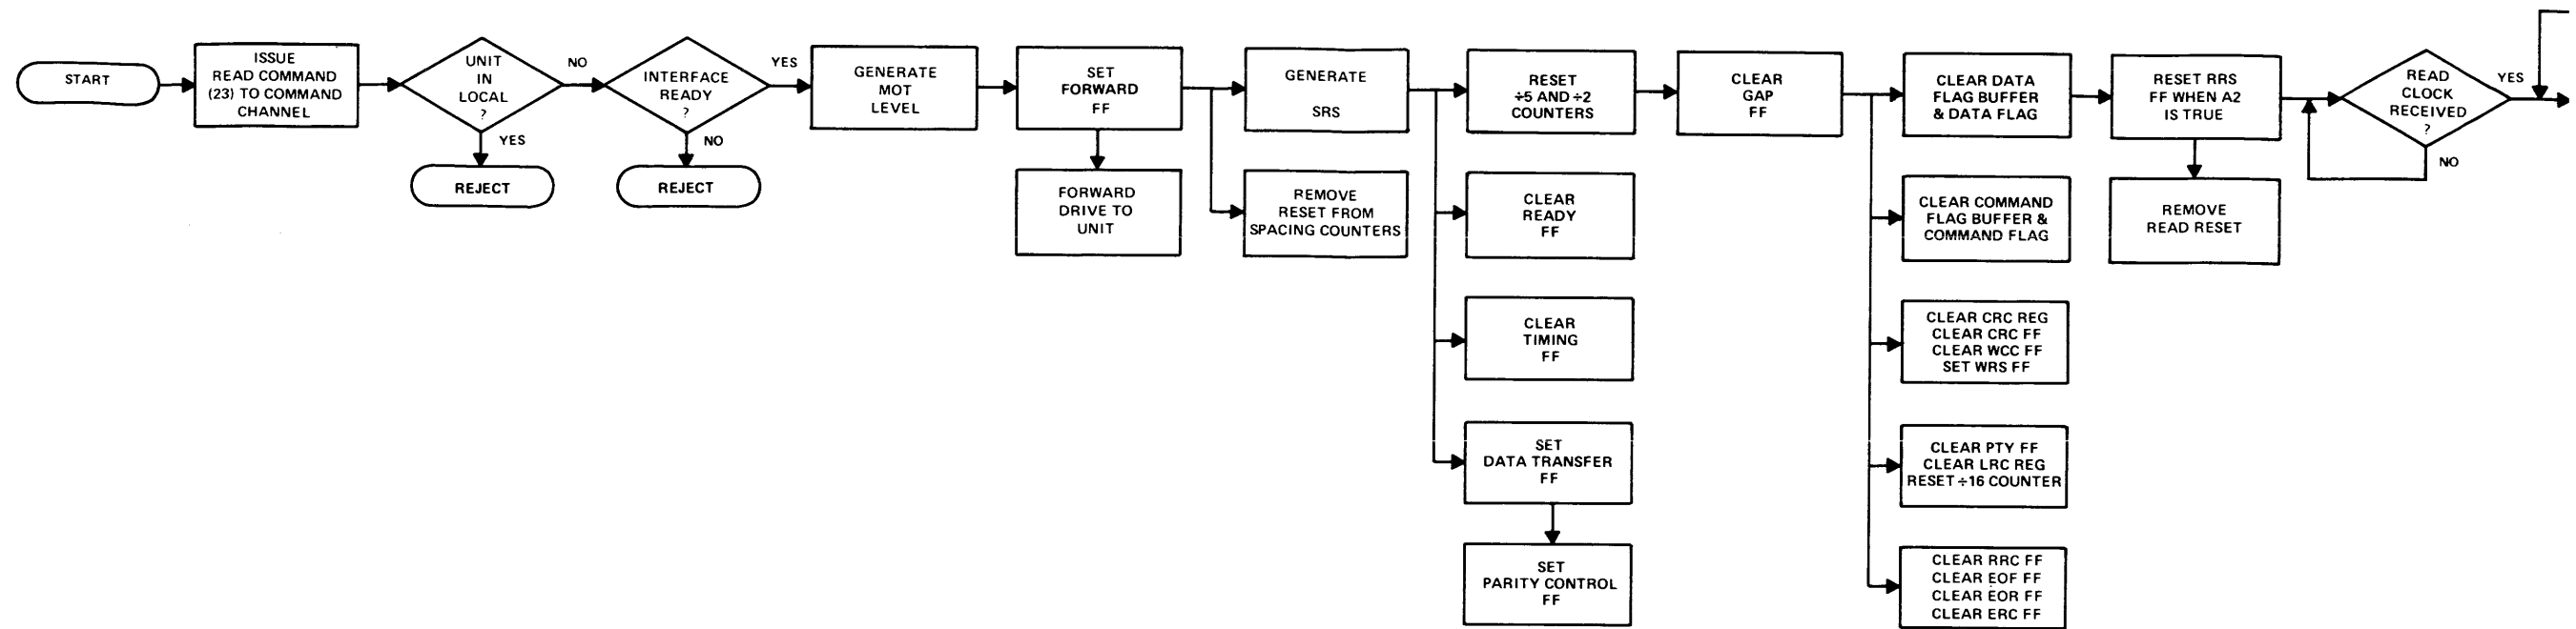 START
ISSUE
READ COMMAND
(23) TO COMMAND
CHANNEL
UNIT
IN
LOCAL
?
NO
YES
REJECT
INTERFACE
READY
?
YES
NO
REJECT
GENERATE
MOT
LEVEL
SET
FORWARD
FF
FORWARD
DRIVE TO
UNIT
GENERATE
SRS
REMOVE
RESET FROM
SPACING COUNTERS
RESET
÷5 AND ÷2
COUNTERS
CLEAR
READY
FF
CLEAR
TIMING
FF
SET
DATA TRANSFER
FF
SET
PARITY CONTROL
FF
CLEAR
GAP
FF
CLEAR DATA
FLAG BUFFER
& DATA FLAG
CLEAR COMMAND
FLAG BUFFER &
COMMAND FLAG
CLEAR CRC REG
CLEAR CRC FF
CLEAR WCC FF
SET WRS FF
CLEAR PTY FF
CLEAR LRC REG
RESET ÷16 COUNTER
CLEAR RRC FF
CLEAR EOF FF
CLEAR EOR FF
CLEAR ERC FF
RESET RRS
FF WHEN A2
IS TRUE
REMOVE
READ RESET
READ
CLOCK
RECEIVED
?
YES
NO